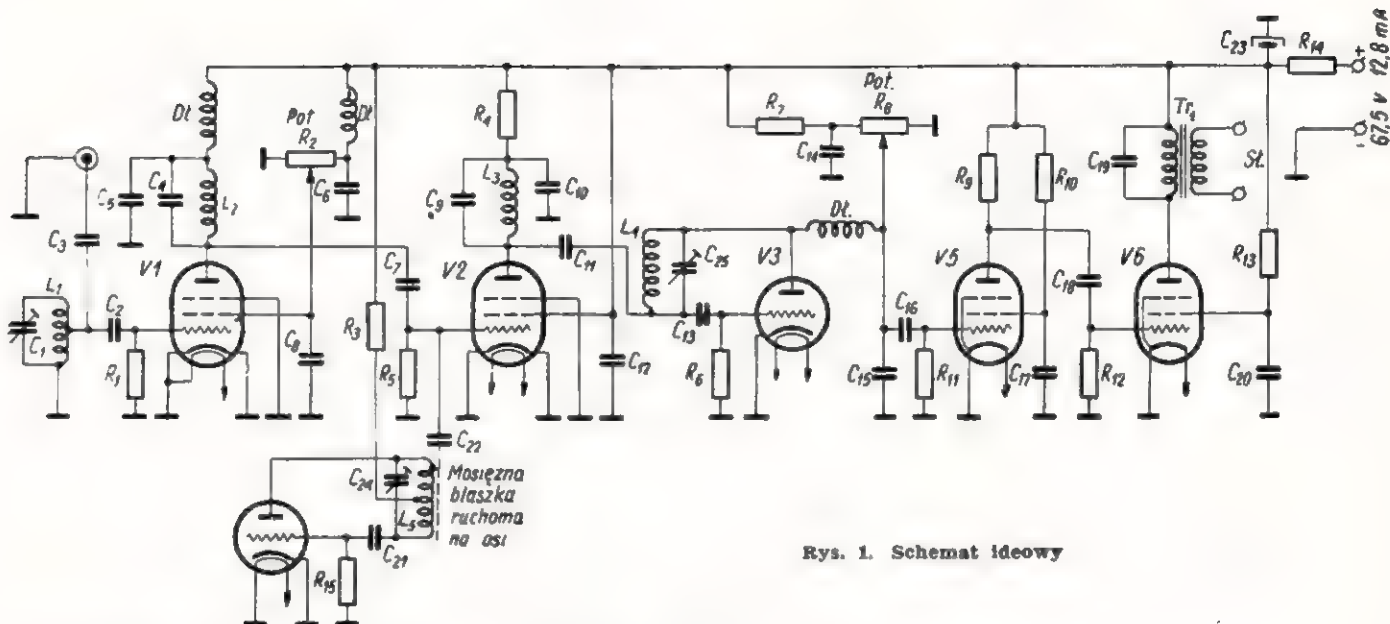 C23
R14
+
67,5 V 12,8 mA
-
Dł
Pot
R2
Dł
R4
R7
Pot.
R8
C14
Tr1
C19
Sł.
C5
C4
L2
C6
C9
L3
C10
R9
R10
C3
L1
C1
C2
R1
V1
C8
C7
R3
R5
V2
C11
C12
L4
C25
Dł.
V3
C13
R6
C16
C15
R11
V5
C17
C18
R12
V6
R13
C20
C22
C24
L5
Mosiężna
blaszka
ruchoma
na osi
C21
R15
Rys. 1. Schemat ideowy